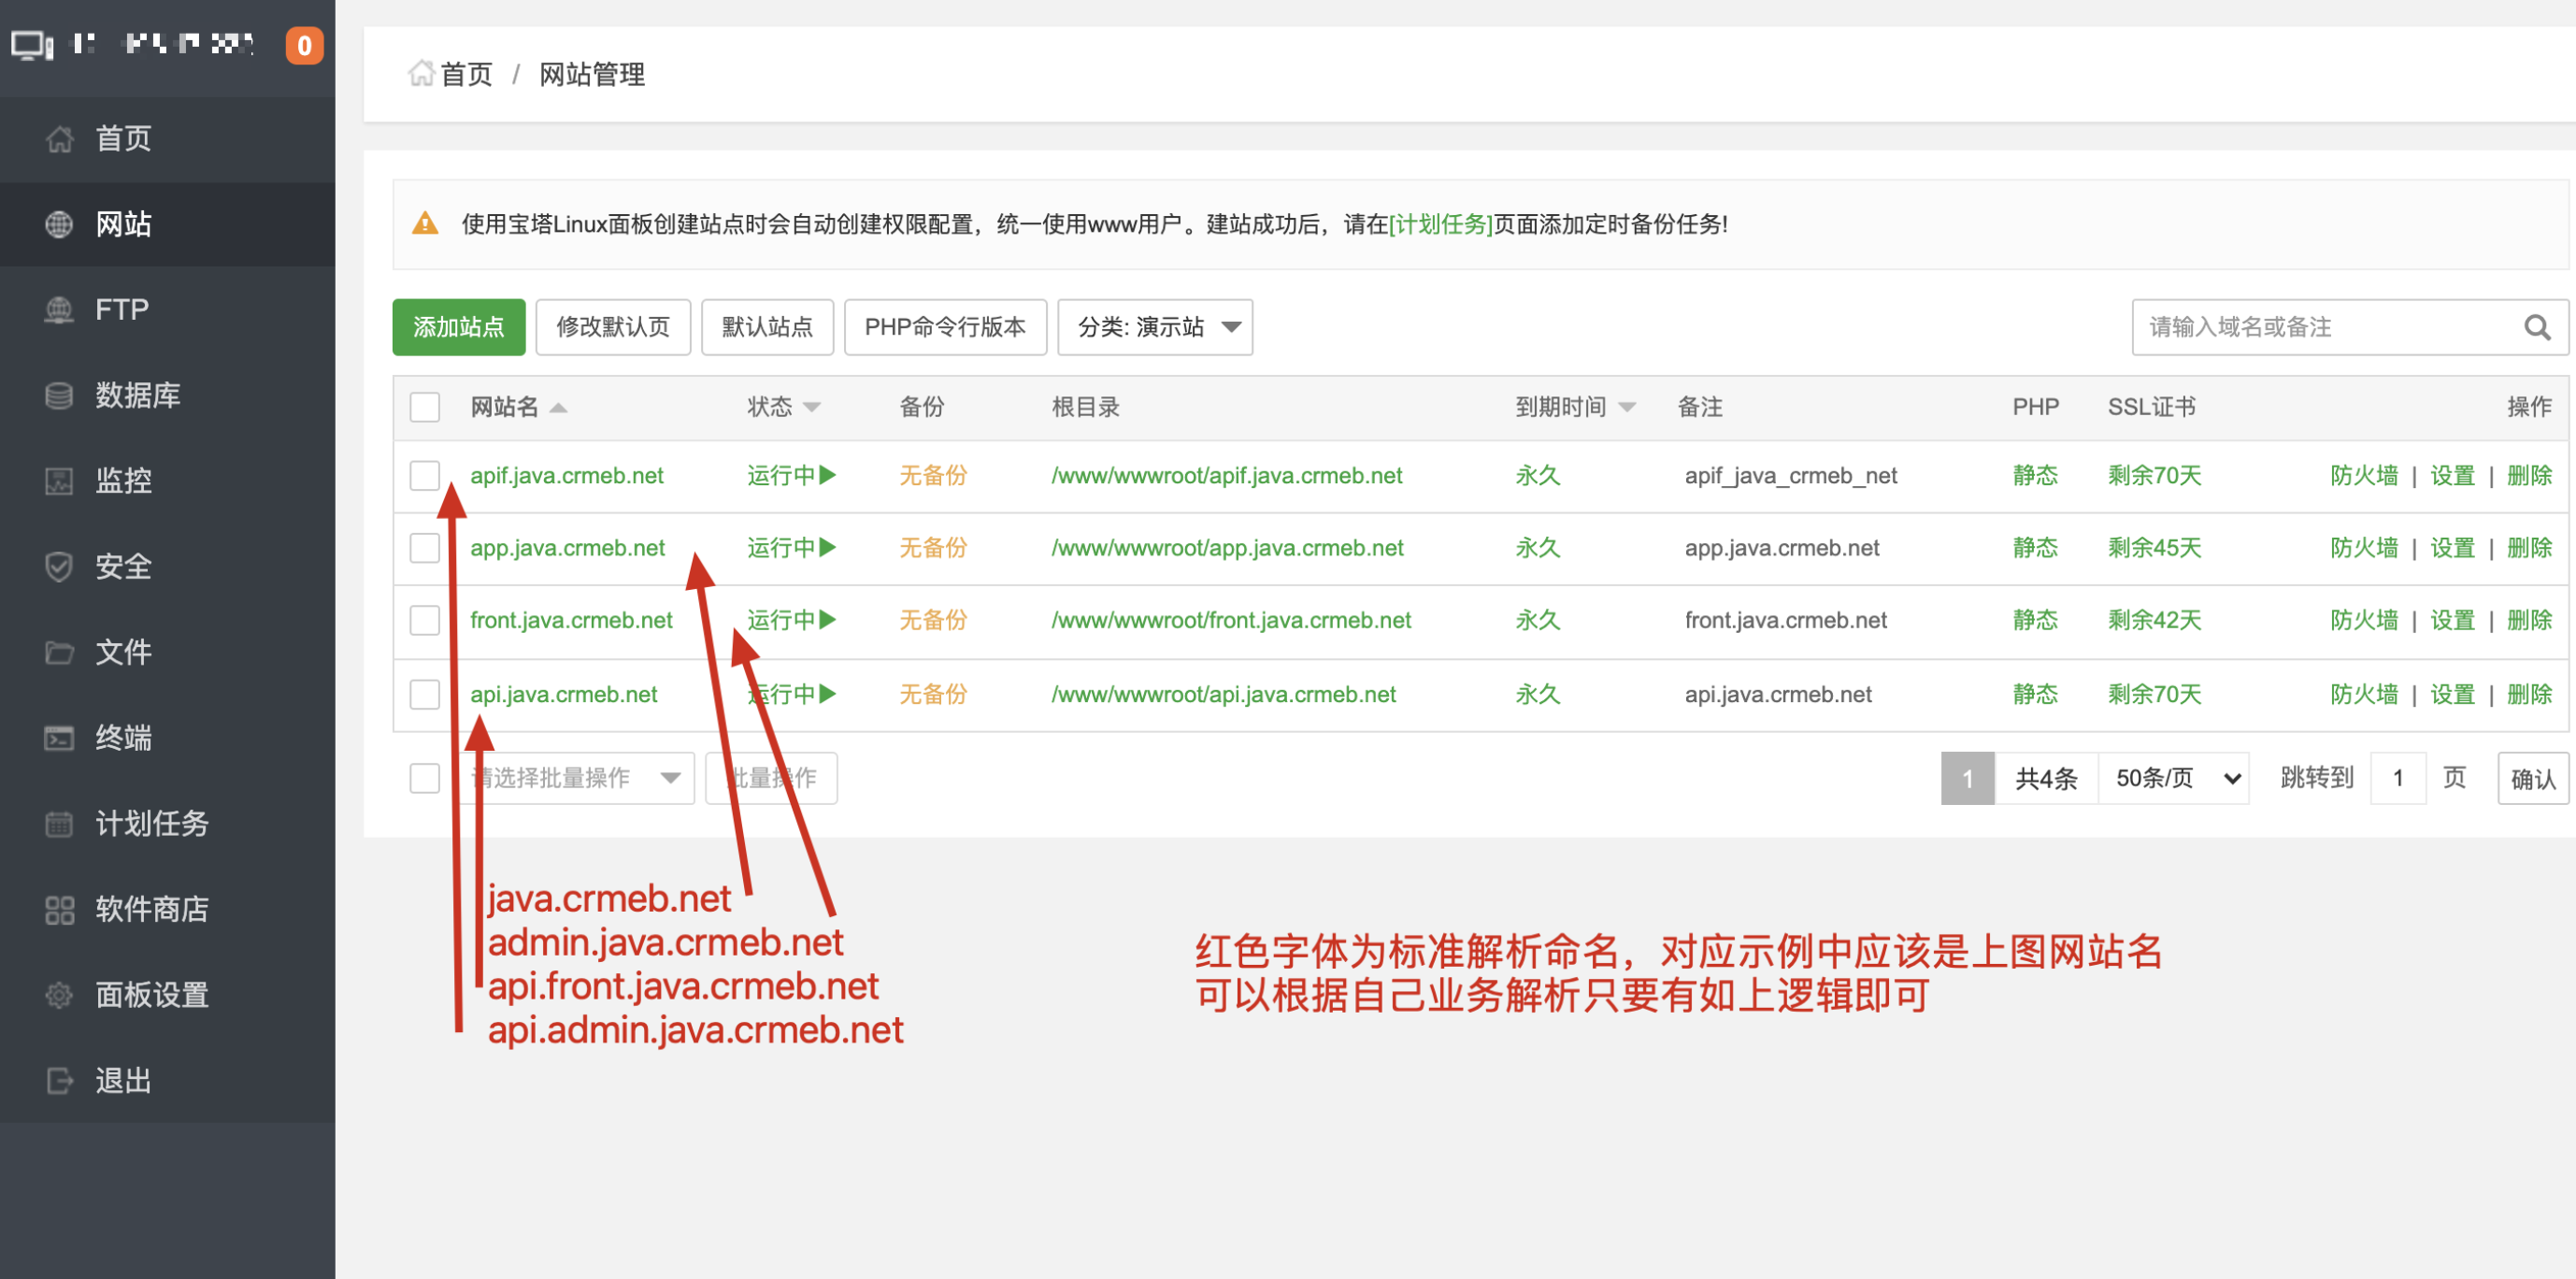 0
首页
网站
FTP
数据库
监控
安全
文件
终端
计划任务
软件商店
面板设置
退出
首页 / 网站管理
使用宝塔Linux面板创建站点时会自动创建权限配置，统一使用www用户。建站成功后，请在[计划任务]页面添加定时备份任务!
添加站点 修改默认页 默认站点 PHP命令行版本 分类: 演示站 请输入域名或备注
网站名 状态 备份 根目录 到期时间 备注 PHP SSL证书 操作
apif.java.crmeb.net 运行中 无备份 /www/wwwroot/apif.java.crmeb.net 永久 apif_java_crmeb_net 静态 剩余70天 防火墙 | 设置 | 删除
app.java.crmeb.net 运行中 无备份 /www/wwwroot/app.java.crmeb.net 永久 app.java.crmeb.net 静态 剩余45天 防火墙 | 设置 | 删除
front.java.crmeb.net 运行中 无备份 /www/wwwroot/front.java.crmeb.net 永久 front.java.crmeb.net 静态 剩余42天 防火墙 | 设置 | 删除
api.java.crmeb.net 运行中 无备份 /www/wwwroot/api.java.crmeb.net 永久 api.java.crmeb.net 静态 剩余70天 防火墙 | 设置 | 删除
请选择批量操作 批量操作 1 共4条 50条/页 跳转到 1 页 确认
java.crmeb.net
admin.java.crmeb.net
api.front.java.crmeb.net
api.admin.java.crmeb.net
红色字体为标准解析命名，对应示例中应该是上图网站名
可以根据自己业务解析只要有如上逻辑即可